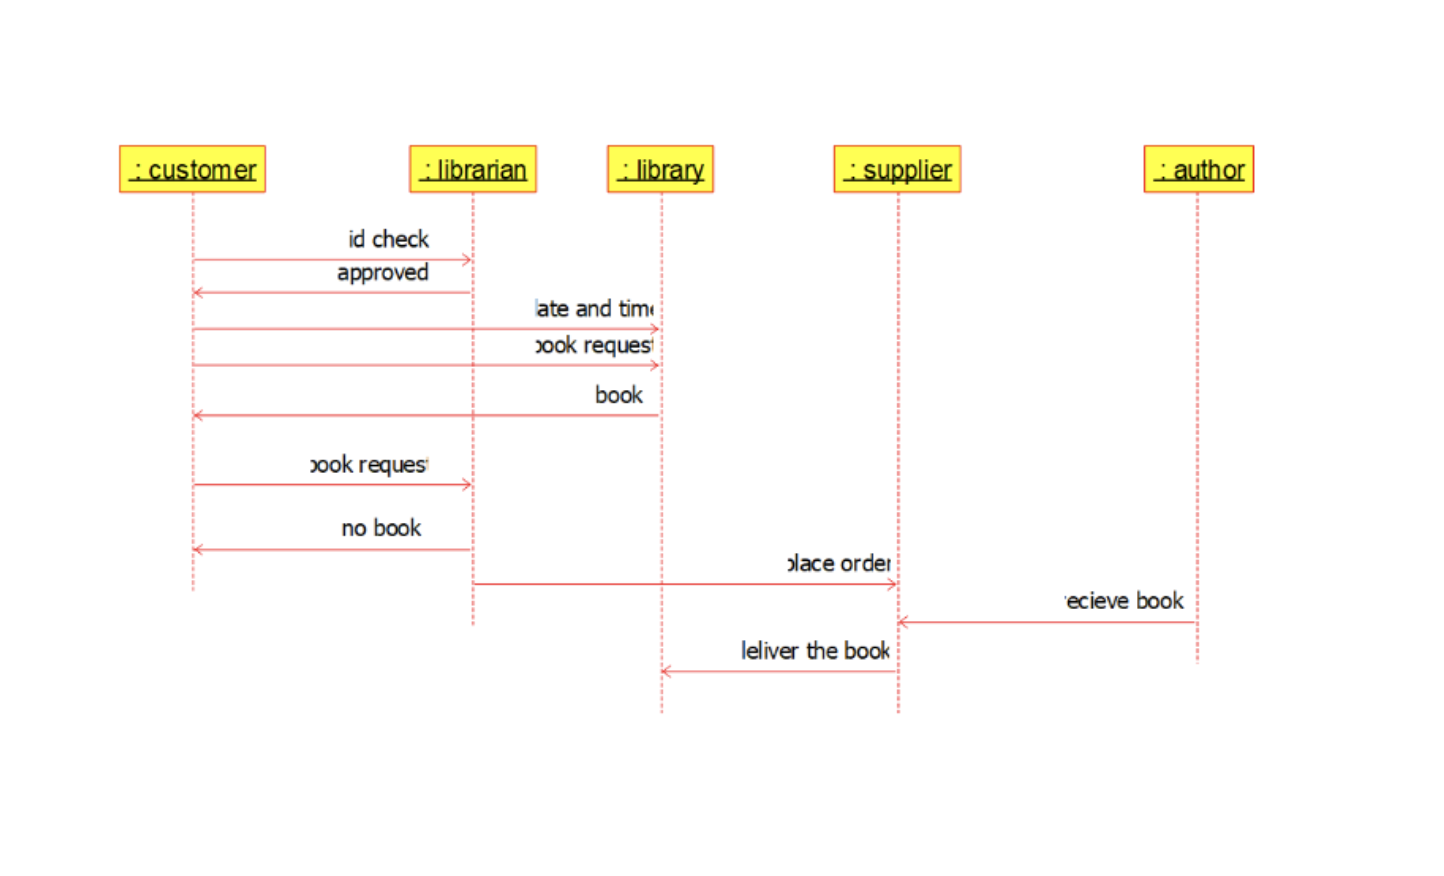 : customer
: librarian
: library
: supplier
: author
id check
approved
late and time
book request
book
book request
no book
place order
recieve book
leliver the book